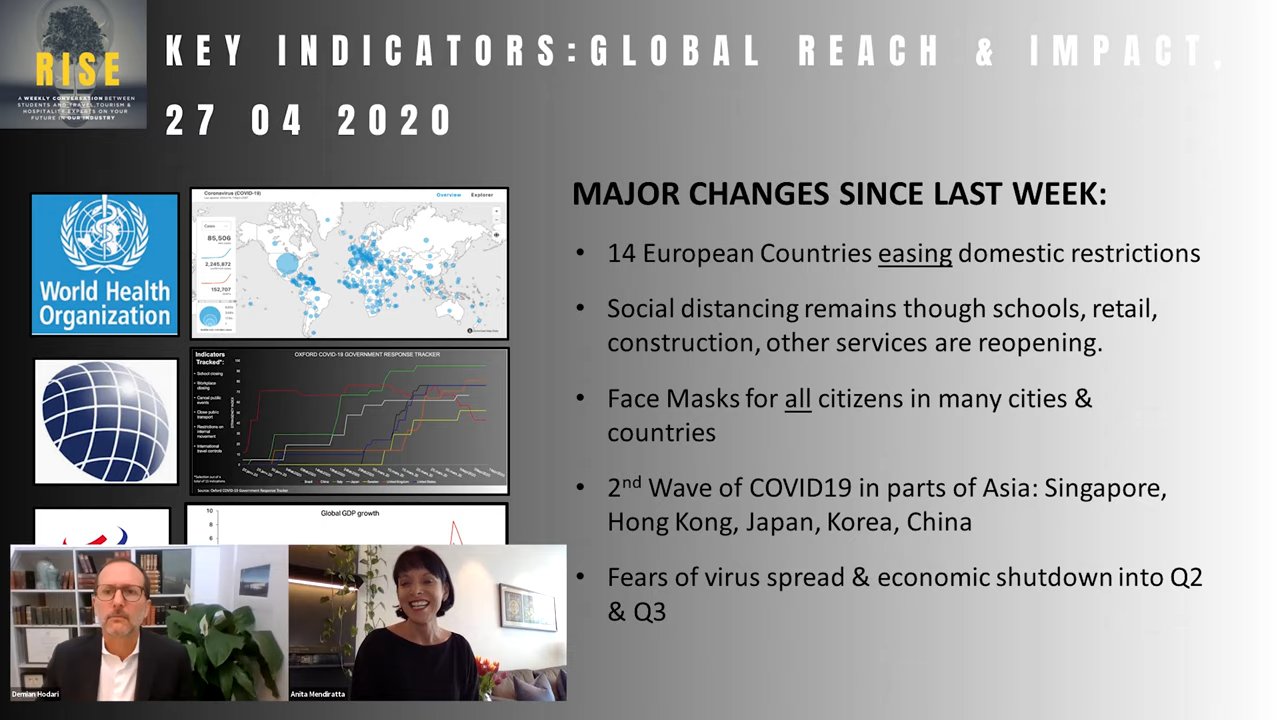 RISE
A WEEKLY CONVERSATION BETWEEN
STUDENTS AND TRAVEL, TOURISM &
HOSPITALITY EXPERTS ON YOUR
FUTURE IN OUR INDUSTRY
KEY INDICATORS:GLOBAL REACH & IMPACT,
27 04 2020
World Health
Organization
Coronavirus (COVID-19)
Overview Explorer
Cases
85,506
2,245,872
152,707
Indicators
Tracked*:
School closing
Workplace
closing
Cancel public
events
Close public
transport
Restrictions on
internal
movement
International
travel controls
OXFORD COVID-19 GOVERNMENT RESPONSE TRACKER
Source: Oxford COVID-19 Government Response Tracker
Global GDP growth
10
8
6
Demian Hodari
Anita Mendiratta
MAJOR CHANGES SINCE LAST WEEK:
• 14 European Countries easing domestic restrictions
• Social distancing remains though schools, retail,
construction, other services are reopening.
• Face Masks for all citizens in many cities &
countries
• 2nd Wave of COVID19 in parts of Asia: Singapore,
Hong Kong, Japan, Korea, China
• Fears of virus spread & economic shutdown into Q2
& Q3